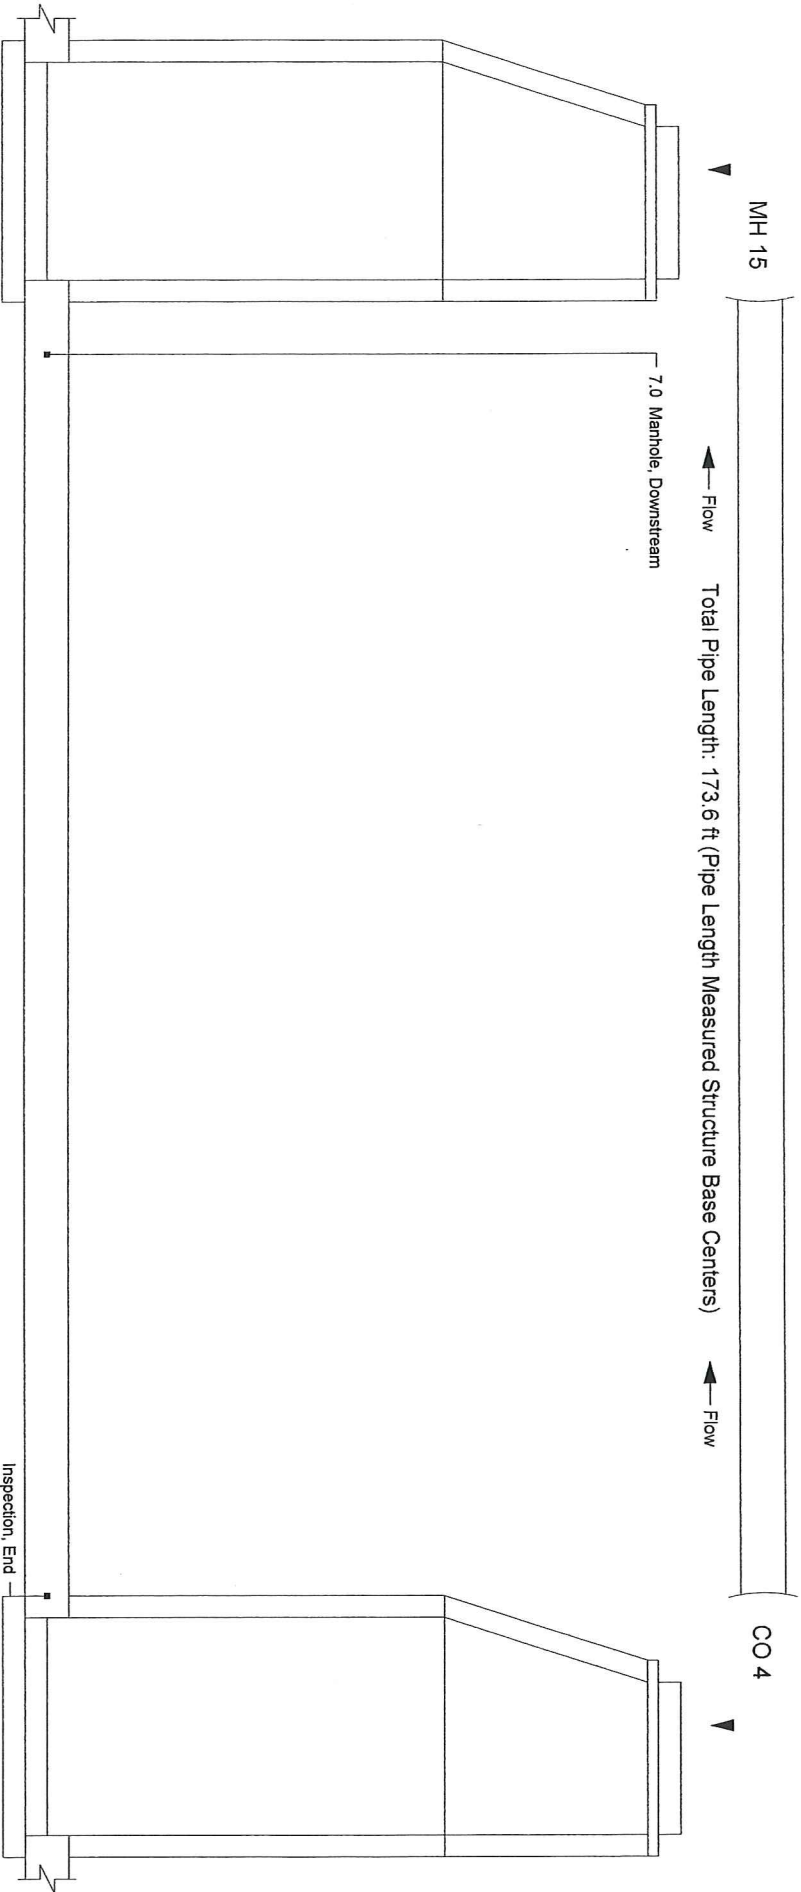 MH 15
CO 4
Flow
Total Pipe Length: 173.6 ft (Pipe Length Measured Structure Base Centers)
Flow
7.0 Manhole, Downstream
Inspection, End